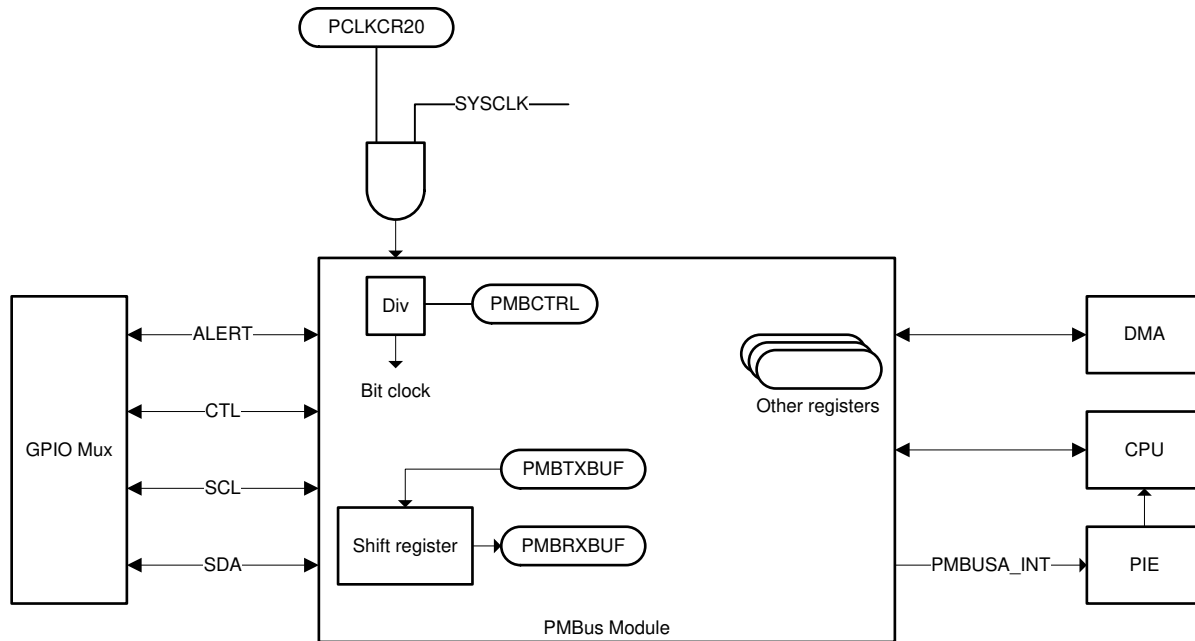 PCLKCR20
SYSCLK
Div
PMBCTRL
ALERT
DMA
Bit clock
Other registers
CTL
GPIO Mux
CPU
PMBTXBUF
SCL
Shift register
PMBRXBUF
SDA
PMBUSA_INT
PIE
PMBus Module